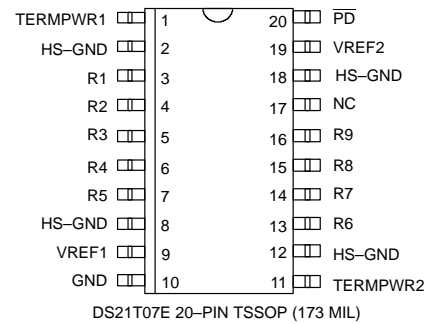 TERMPWR1 1 20 PD
HS–GND 2 19 VREF2
R1 3 18 HS–GND
R2 4 17 NC
R3 5 16 R9
R4 6 15 R8
R5 7 14 R7
HS–GND 8 13 R6
VREF1 9 12 HS–GND
GND 10 11 TERMPWR2
DS21T07E 20–PIN TSSOP (173 MIL)